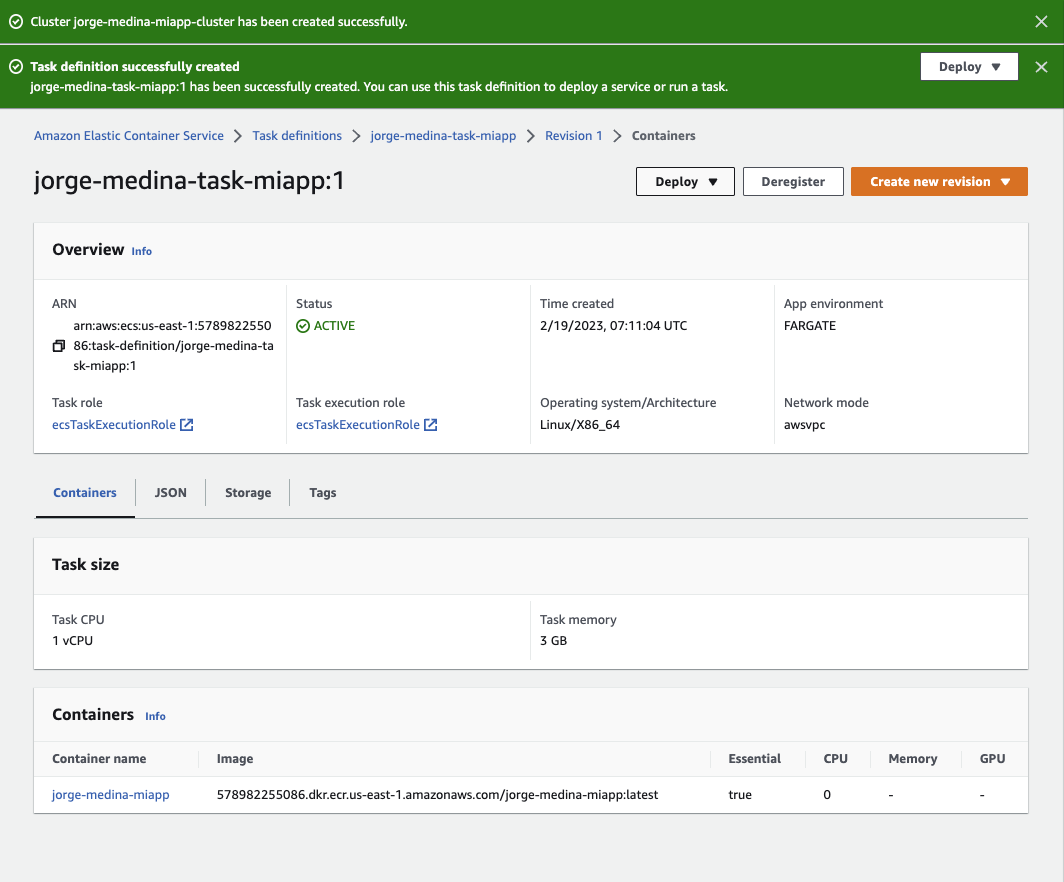 Cluster jorge-medina-miapp-cluster has been created successfully.
Task definition successfully created
jorge-medina-task-miapp:1 has been successfully created. You can use this task definition to deploy a service or run a task.
Deploy
Amazon Elastic Container Service > Task definitions > jorge-medina-task-miapp > Revision 1 > Containers
jorge-medina-task-miapp:1
Deploy Deregister Create new revision
Overview Info
ARN
arn:aws:ecs:us-east-1:5789822550
86:task-definition/jorge-medina-ta
sk-miapp:1
Status
ACTIVE
Time created
2/19/2023, 07:11:04 UTC
App environment
FARGATE
Task role
ecsTaskExecutionRole
Task execution role
ecsTaskExecutionRole
Operating system/Architecture
Linux/X86_64
Network mode
awsvpc
Containers JSON Storage Tags
Task size
Task CPU
1 vCPU
Task memory
3 GB
Containers Info
Container name Image Essential CPU Memory GPU
jorge-medina-miapp 578982255086.dkr.ecr.us-east-1.amazonaws.com/jorge-medina-miapp:latest true 0 - -